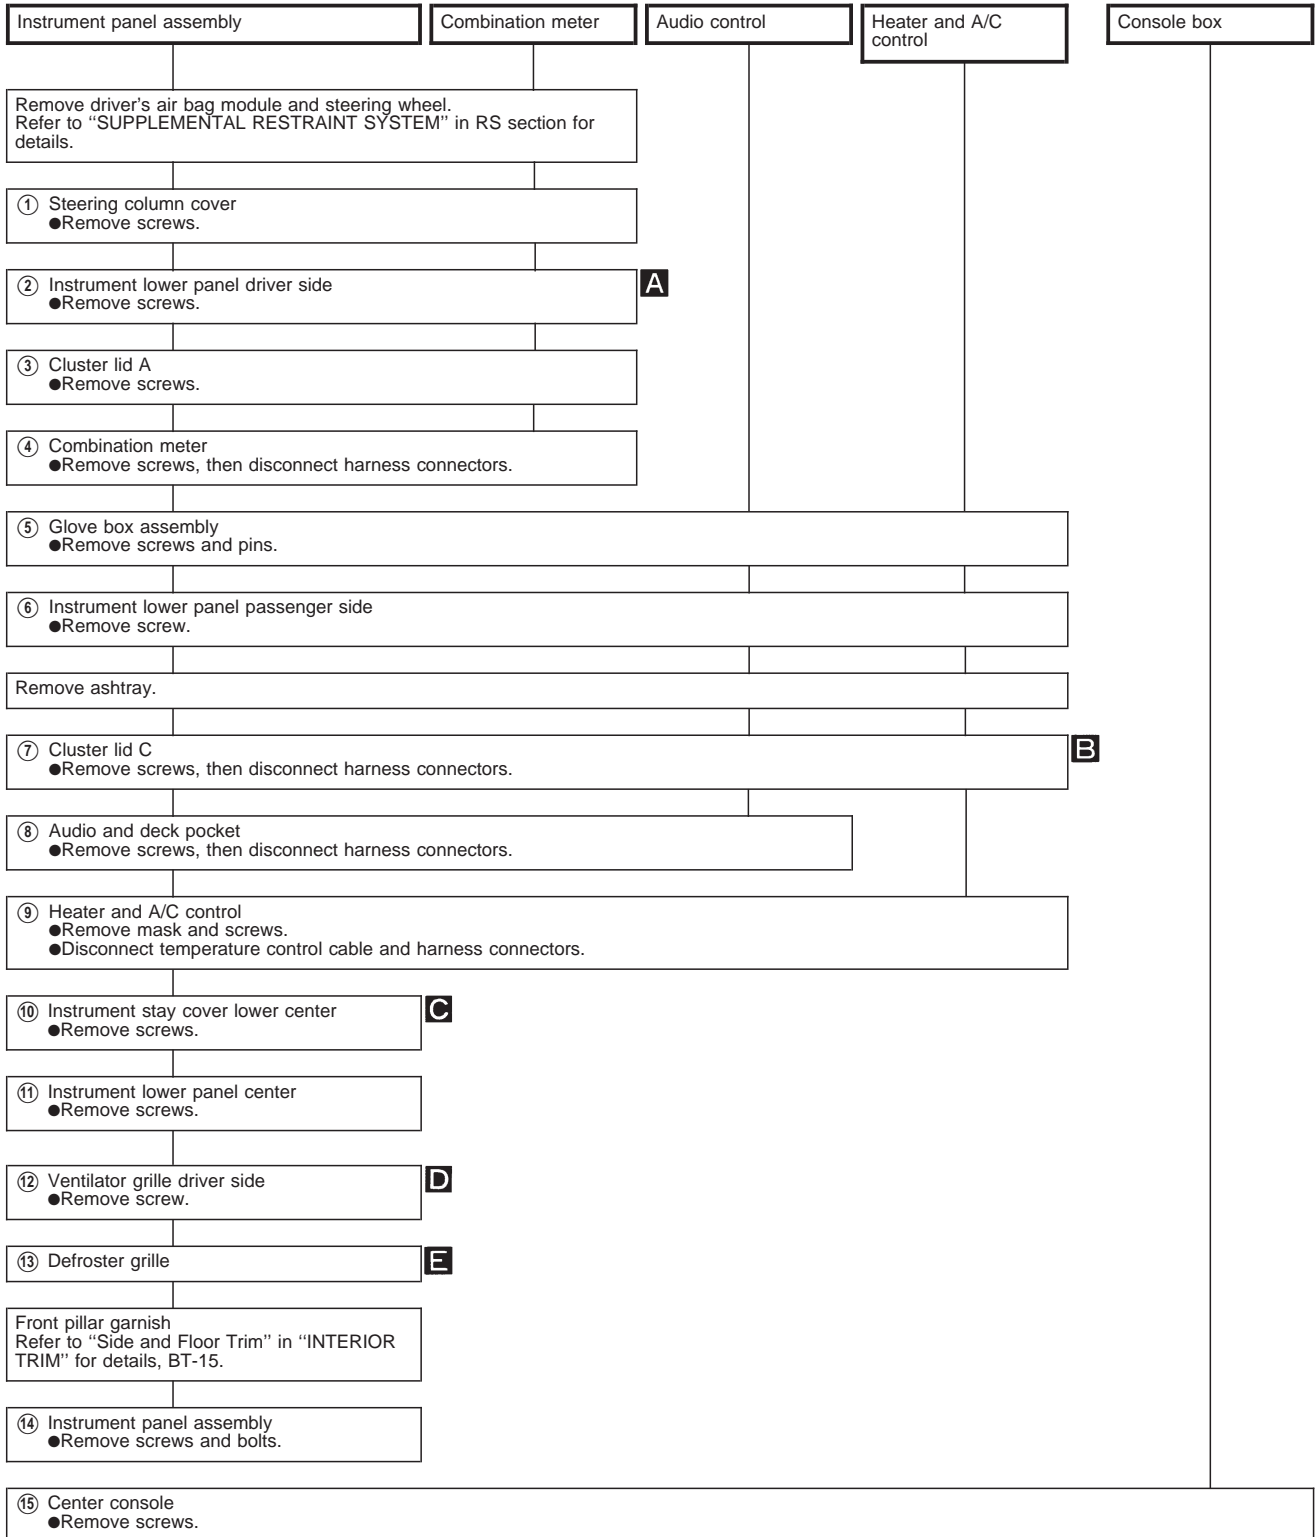 Instrument panel assembly
Combination meter
Audio control
Heater and A/C
control
Console box
Remove driver's air bag module and steering wheel.
Refer to ‘‘SUPPLEMENTAL RESTRAINT SYSTEM’’ in RS section for
details.
① Steering column cover
●Remove screws.
② Instrument lower panel driver side
●Remove screws.
A
③ Cluster lid A
●Remove screws.
④ Combination meter
●Remove screws, then disconnect harness connectors.
⑤ Glove box assembly
●Remove screws and pins.
⑥ Instrument lower panel passenger side
●Remove screw.
Remove ashtray.
⑦ Cluster lid C
●Remove screws, then disconnect harness connectors.
B
⑧ Audio and deck pocket
●Remove screws, then disconnect harness connectors.
⑨ Heater and A/C control
●Remove mask and screws.
●Disconnect temperature control cable and harness connectors.
⑩ Instrument stay cover lower center
●Remove screws.
C
⑪ Instrument lower panel center
●Remove screws.
⑫ Ventilator grille driver side
●Remove screw.
D
⑬ Defroster grille
E
Front pillar garnish
Refer to ‘‘Side and Floor Trim’’ in ‘‘INTERIOR
TRIM’’ for details, BT-15.
⑭ Instrument panel assembly
●Remove screws and bolts.
⑮ Center console
●Remove screws.